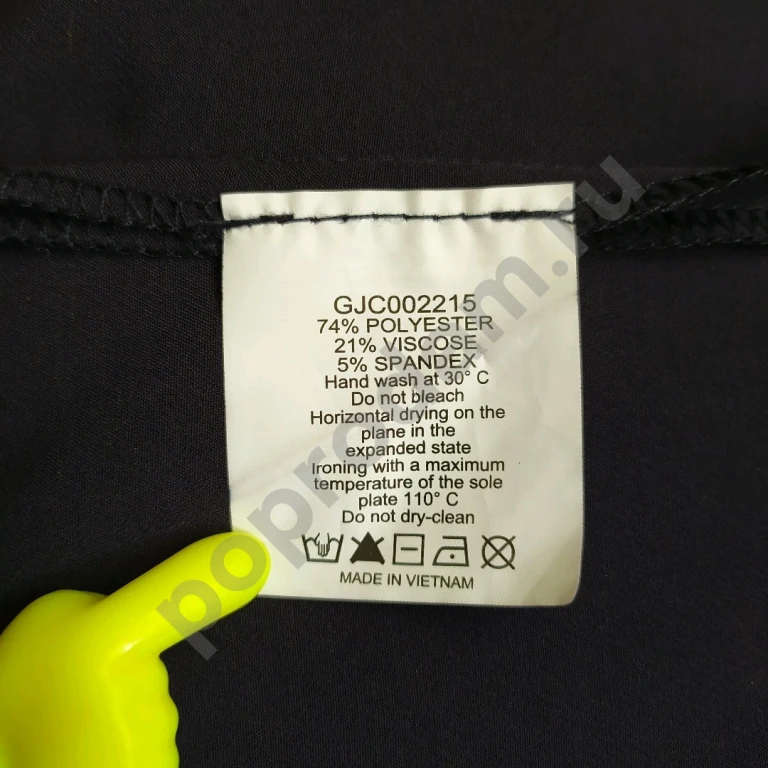 GJC002215
74% POLYESTER
21% VISCOSE
5% SPANDEX
Hand wash at 30° C
Do not bleach
Horizontal drying on the
plane in the
expanded state
Ironing with a maximum
temperature of the sole
plate 110° C
Do not dry-clean
MADE IN VIETNAM